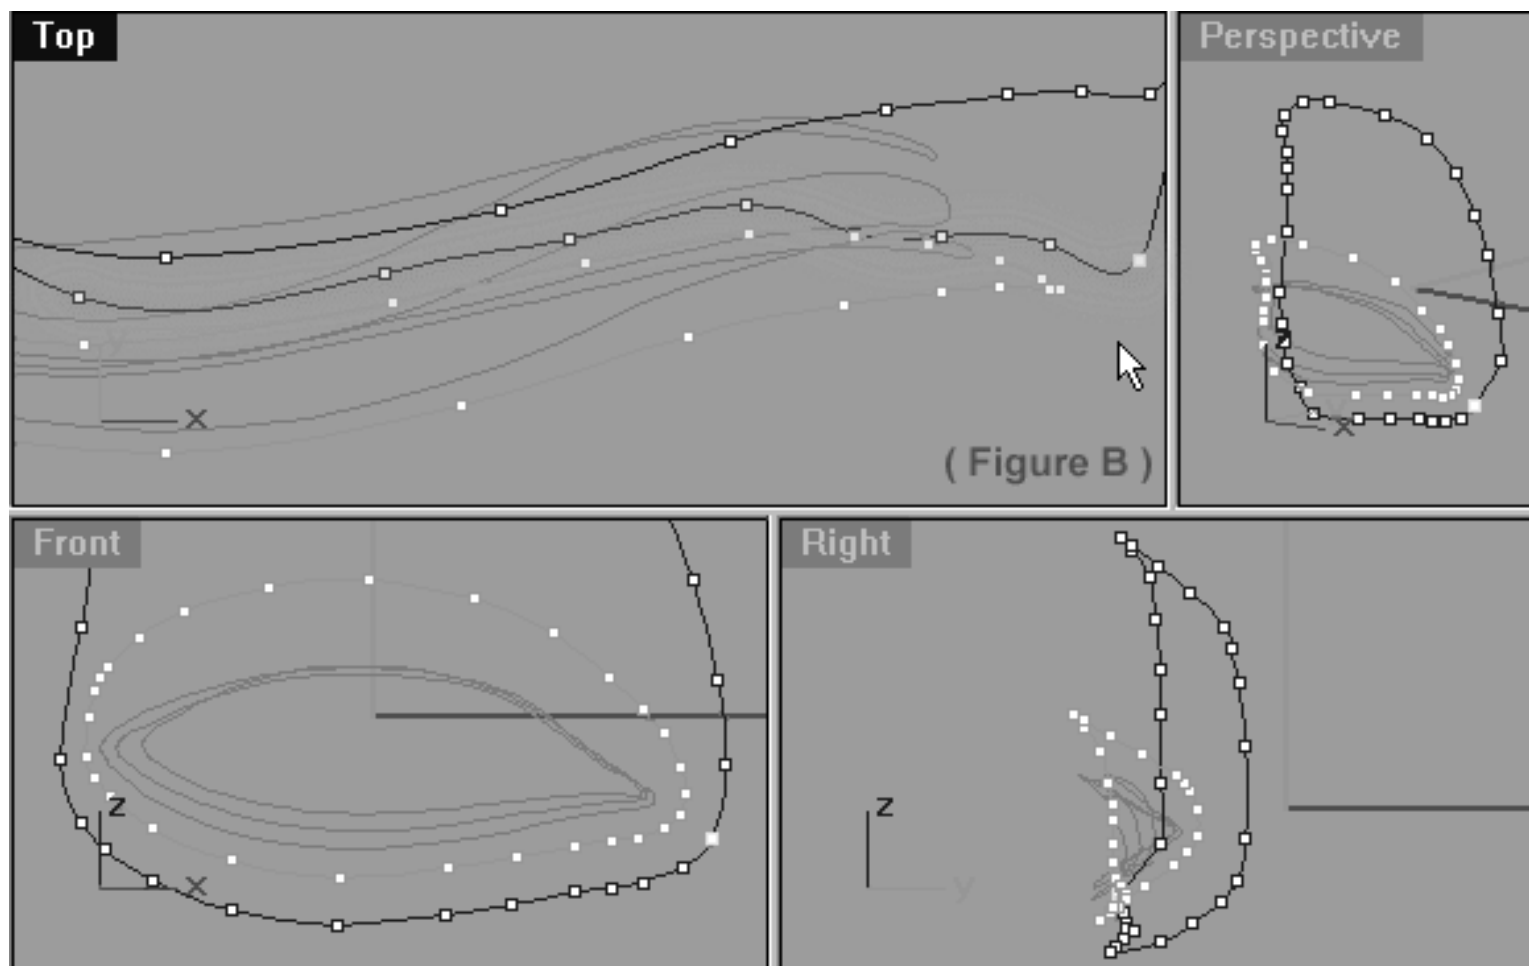 Top
Perspective
y
x
z
x
( Figure B )
Front
Right
z
x
z
y